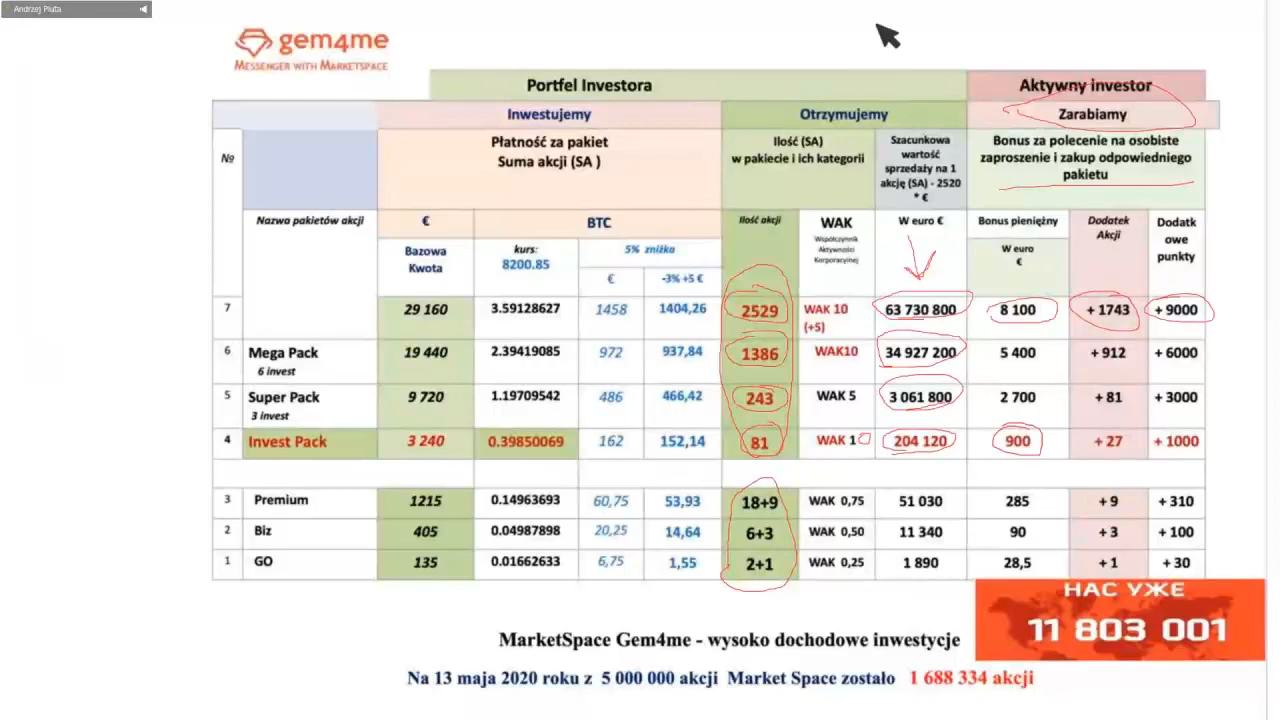 Andrzej Pluta
gem4me
MESSENGER WITH MARKETSPACE
Portfel Investora
Aktywny investor
Inwestujemy
Otrzymujemy
Zarabiamy
№
Płatność za pakiet
Suma akcji (SA )
Ilość (SA)
w pakiecie i ich kategorii
Szacunkowa
wartość
sprzedaży na 1
akcję (SA) - 2520
* €
Bonus za polecenie na osobiste
zaproszenie i zakup odpowiedniego
pakietu
Nazwa pakietów akcji
€
BTC
Ilość akcji
WAK
Współczynnik
Aktywności
Korporacyjnej
W euro €
Bonus pieniężny
Dodatek
Akcji
Dodatk
owe
punkty
Bazowa
Kwota
kurs:
8200.85
5% zniżka
€
-3% +5 €
W euro
€
7 29 160 3.59128627 1458 1404,26 2529 WAK 10 63 730 800 8 100 + 1743 + 9000
(+5)
6 Mega Pack 19 440 2.39419085 972 937,84 1386 WAK10 34 927 200 5 400 + 912 + 6000
6 invest
5 Super Pack 9 720 1.19709542 486 466,42 243 WAK 5 3 061 800 2 700 + 81 + 3000
3 invest
4 Invest Pack 3 240 0.39850069 162 152,14 81 WAK 1 204 120 900 + 27 + 1000
3 Premium 1215 0.14963693 60,75 53,93 18+9 WAK 0,75 51 030 285 + 9 + 310
2 Biz 405 0.04987898 20,25 14,64 6+3 WAK 0,50 11 340 90 + 3 + 100
1 GO 135 0.01662633 6,75 1,55 2+1 WAK 0,25 1 890 28,5 + 1 + 30
НАС УЖЕ
11 803 001
MarketSpace Gem4me - wysoko dochodowe inwestycje
Na 13 maja 2020 roku z 5 000 000 akcji Market Space zostało 1 688 334 akcji